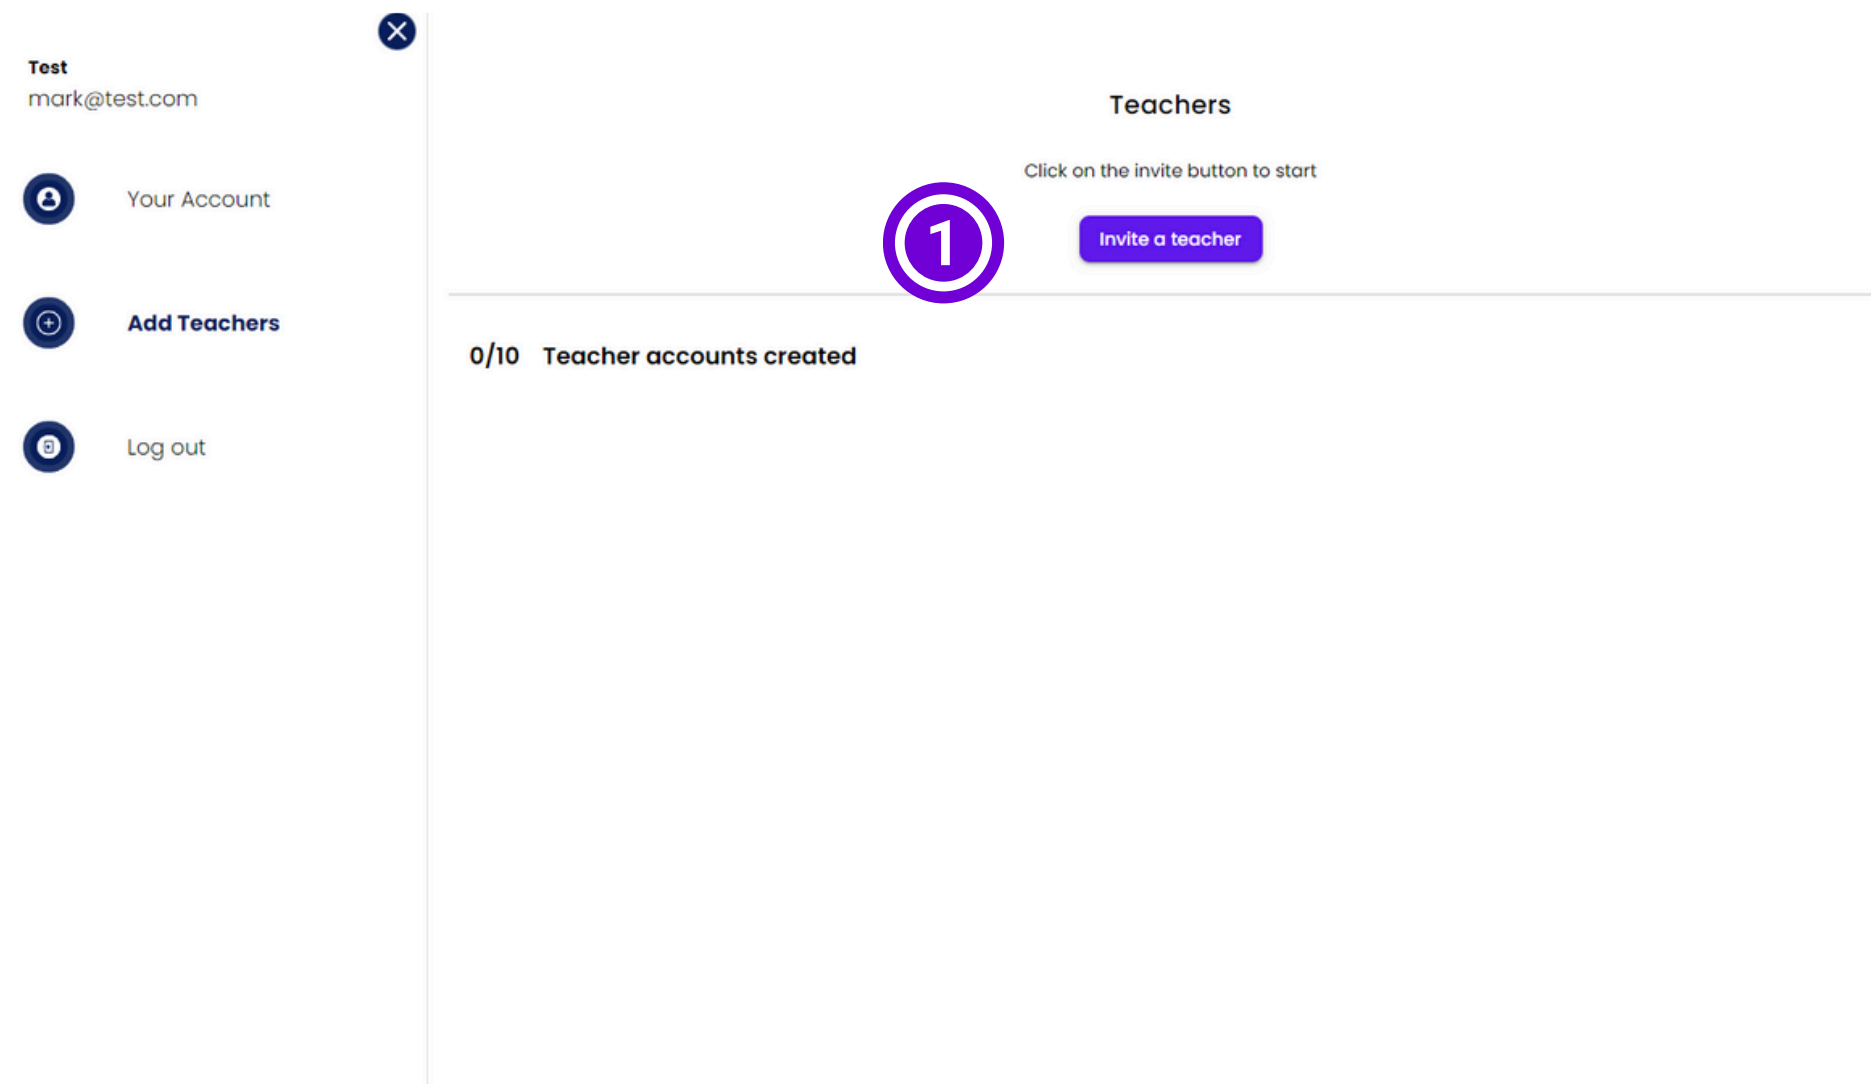 Test
mark@test.com
Your Account
Add Teachers
Log out
Teachers
Click on the invite button to start
1
Invite a teacher
0/10 Teacher accounts created